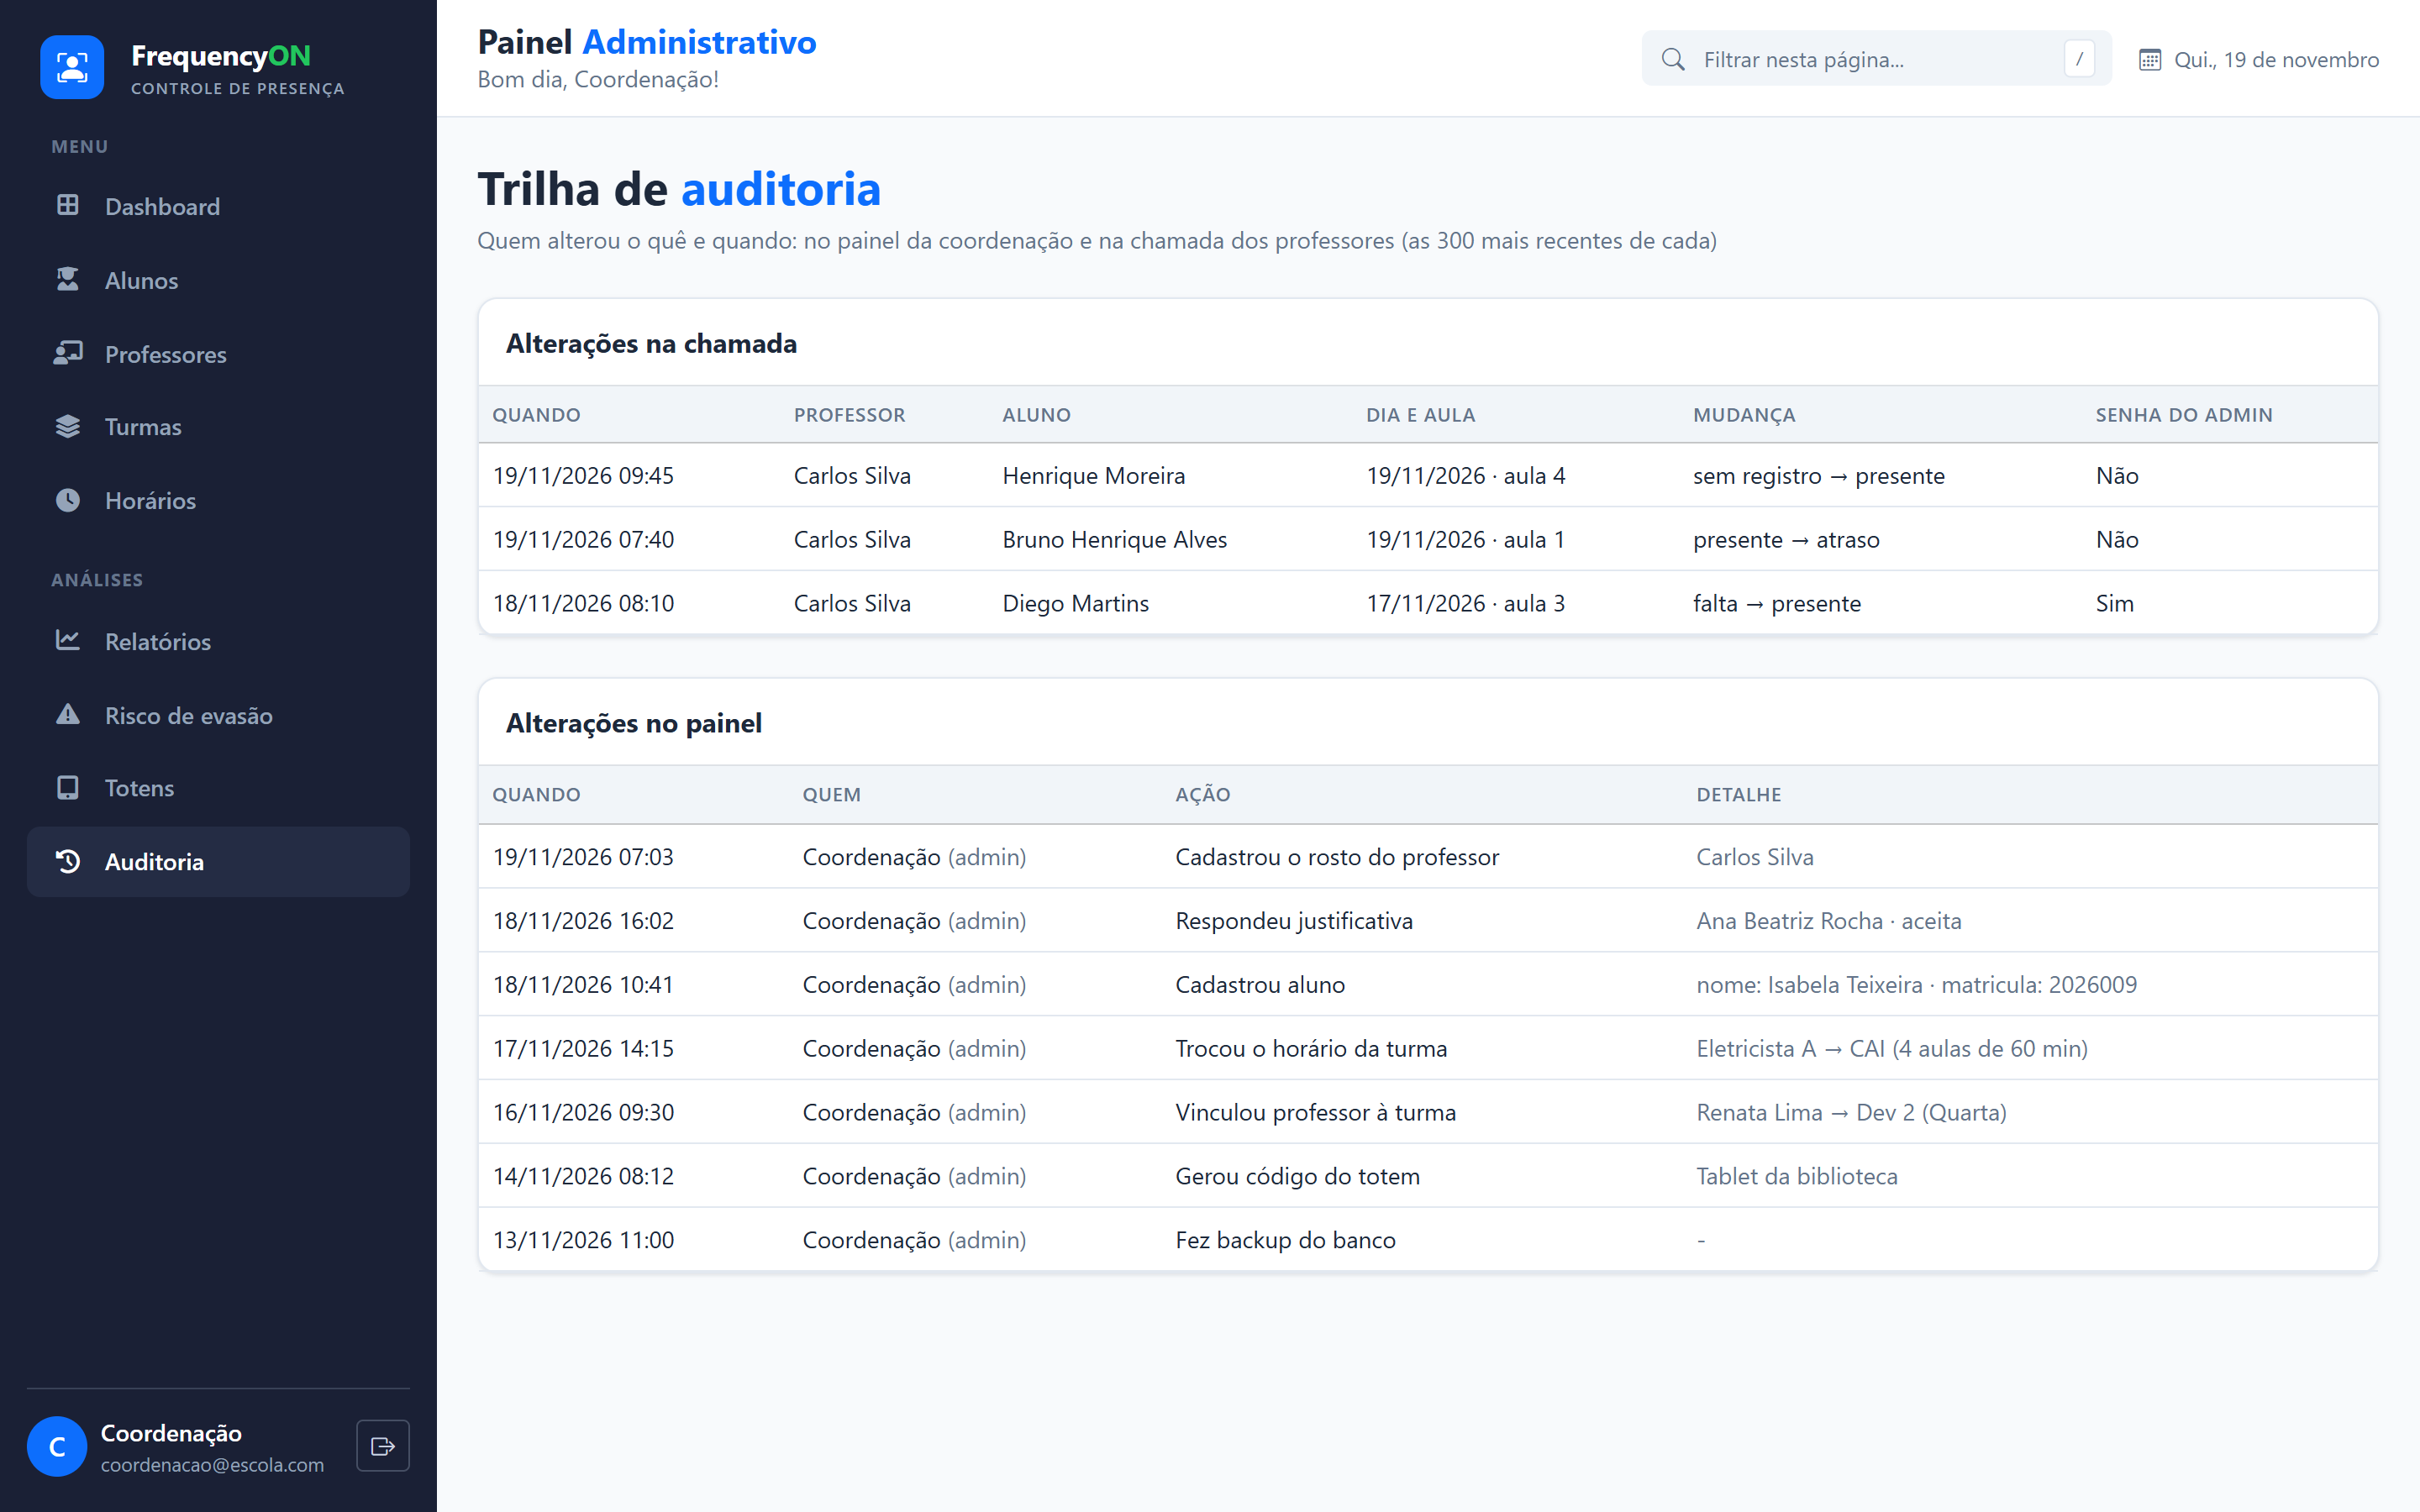 FrequencyON
CONTROLE DE PRESENÇA
MENU
Dashboard
Alunos
Professores
Turmas
Horários
ANÁLISES
Relatórios
Risco de evasão
Totens
Auditoria
C
Coordenação
coordenacao@escola.com
Painel Administrativo
Bom dia, Coordenação!
Filtrar nesta página... /
Qui., 19 de novembro
Trilha de auditoria
Quem alterou o quê e quando: no painel da coordenação e na chamada dos professores (as 300 mais recentes de cada)
Alterações na chamada
QUANDO PROFESSOR ALUNO DIA E AULA MUDANÇA SENHA DO ADMIN
19/11/2026 09:45 Carlos Silva Henrique Moreira 19/11/2026 · aula 4 sem registro → presente Não
19/11/2026 07:40 Carlos Silva Bruno Henrique Alves 19/11/2026 · aula 1 presente → atraso Não
18/11/2026 08:10 Carlos Silva Diego Martins 17/11/2026 · aula 3 falta → presente Sim
Alterações no painel
QUANDO QUEM AÇÃO DETALHE
19/11/2026 07:03 Coordenação (admin) Cadastrou o rosto do professor Carlos Silva
18/11/2026 16:02 Coordenação (admin) Respondeu justificativa Ana Beatriz Rocha · aceita
18/11/2026 10:41 Coordenação (admin) Cadastrou aluno nome: Isabela Teixeira · matricula: 2026009
17/11/2026 14:15 Coordenação (admin) Trocou o horário da turma Eletricista A → CAI (4 aulas de 60 min)
16/11/2026 09:30 Coordenação (admin) Vinculou professor à turma Renata Lima → Dev 2 (Quarta)
14/11/2026 08:12 Coordenação (admin) Gerou código do totem Tablet da biblioteca
13/11/2026 11:00 Coordenação (admin) Fez backup do banco -